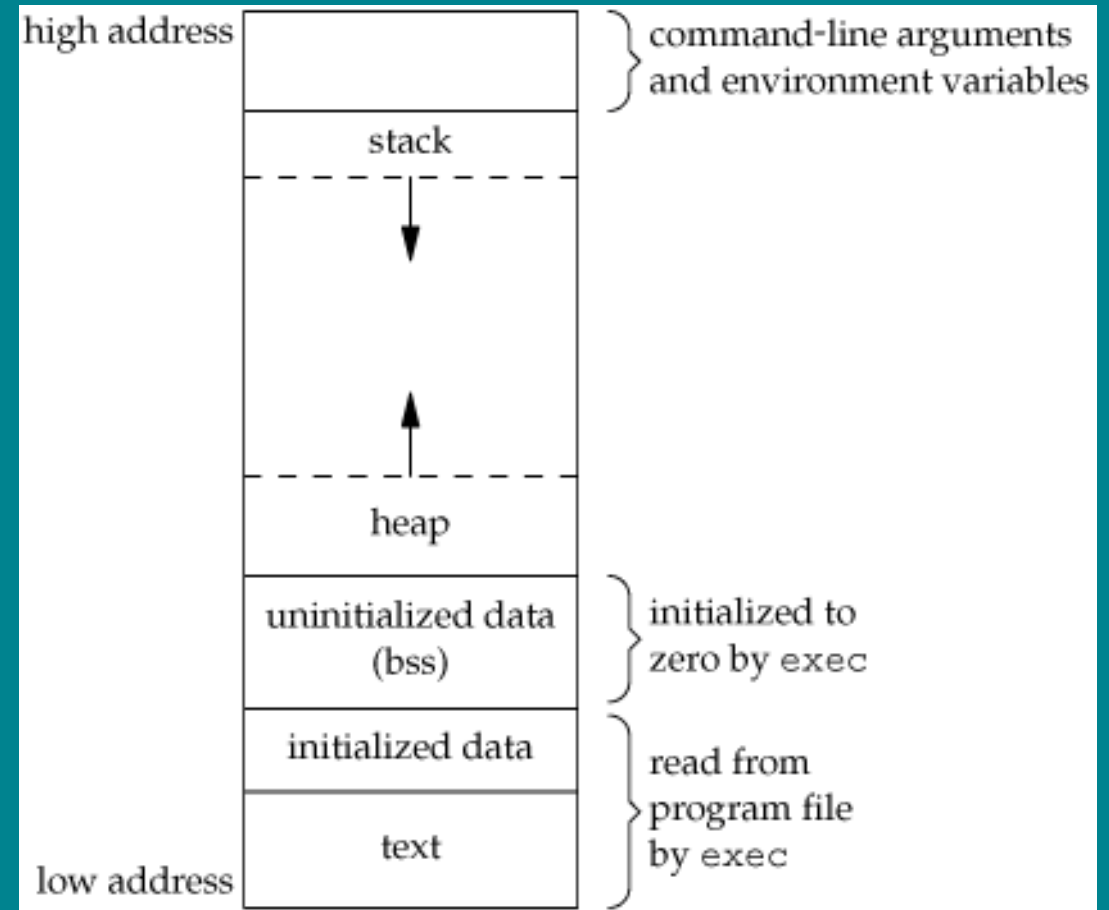 high address
command-line arguments
and environment variables
stack
heap
uninitialized data
(bss)
initialized to
zero by exec
initialized data
read from
program file
by exec
text
low address